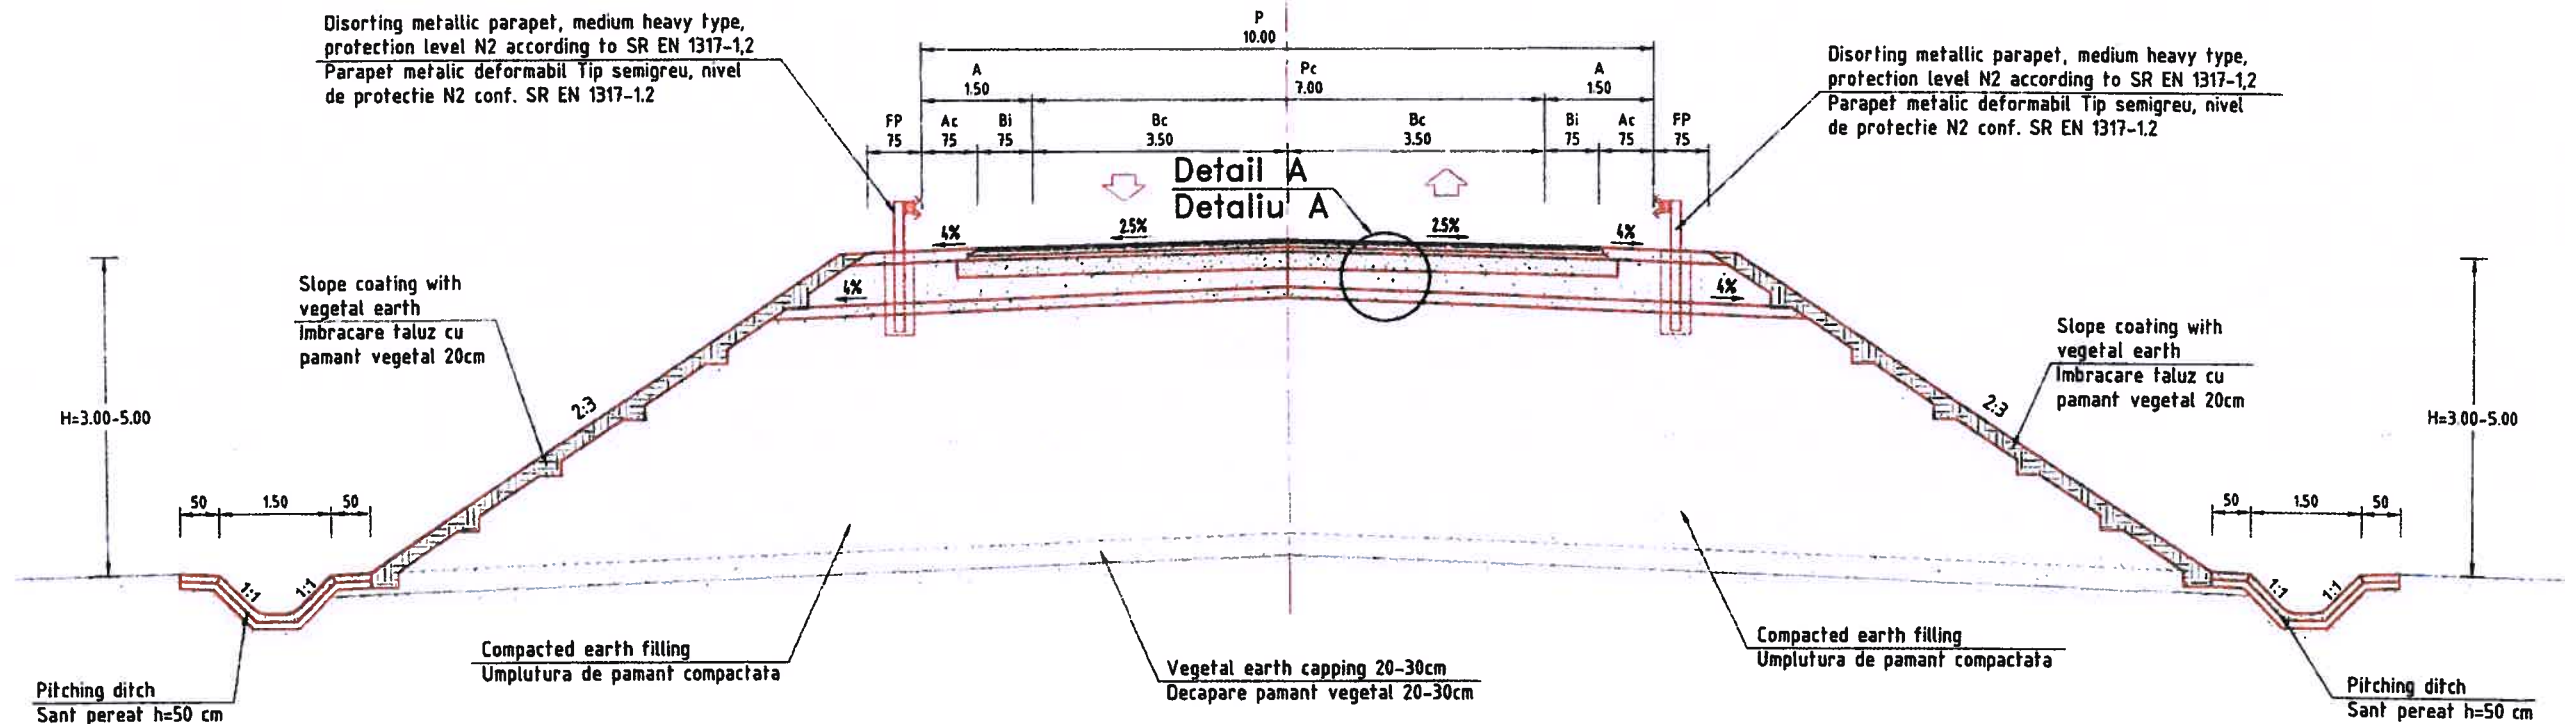 Disorting metallic parapet, medium heavy type,
protection level N2 according to SR EN 1317-1,2
Parapet metalic deformabil Tip semigreu, nivel
de protectie N2 conf. SR EN 1317-1.2
P
10.00
A
1.50
Pc
7.00
A
1.50
FP
75
Ac
75
Bi
75
Bc
3.50
Bc
3.50
Bi
75
Ac
75
FP
75
Disorting metallic parapet, medium heavy type,
protection level N2 according to SR EN 1317-1,2
Parapet metalic deformabil Tip semigreu, nivel
de protectie N2 conf. SR EN 1317-1.2
Detail A
Detaliu A
4%
2.5%
2.5%
4%
4%
4%
Slope coating with
vegetal earth
Imbracare taluz cu
pamant vegetal 20cm
Slope coating with
vegetal earth
Imbracare taluz cu
pamant vegetal 20cm
H=3.00-5.00
2:3
2:3
H=3.00-5.00
50
1.50
50
50
1.50
50
1:1
1:1
1:1
1:1
Compacted earth filling
Umplutura de pamant compactata
Vegetal earth capping 20-30cm
Decapare pamant vegetal 20-30cm
Compacted earth filling
Umplutura de pamant compactata
Pitching ditch
Sant pereat h=50 cm
Pitching ditch
Sant pereat h=50 cm